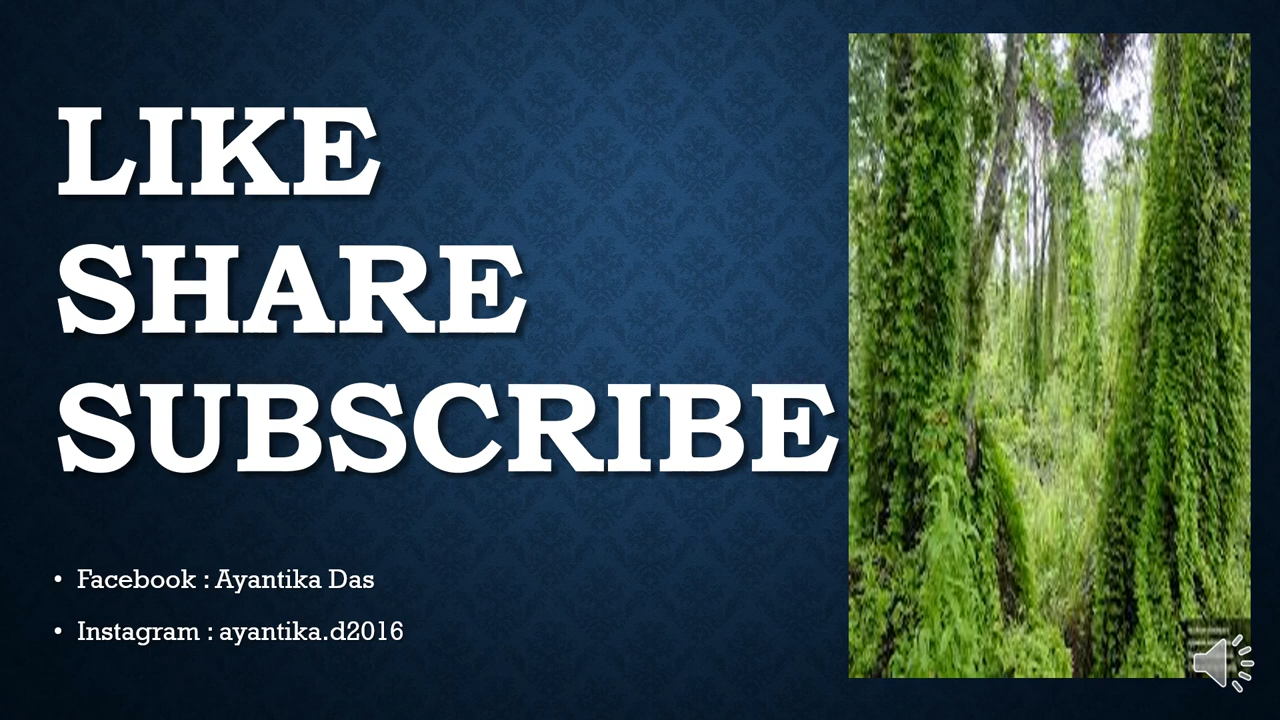 LIKE
SHARE
SUBSCRIBE
• Facebook : Ayantika Das
• Instagram : ayantika.d2016